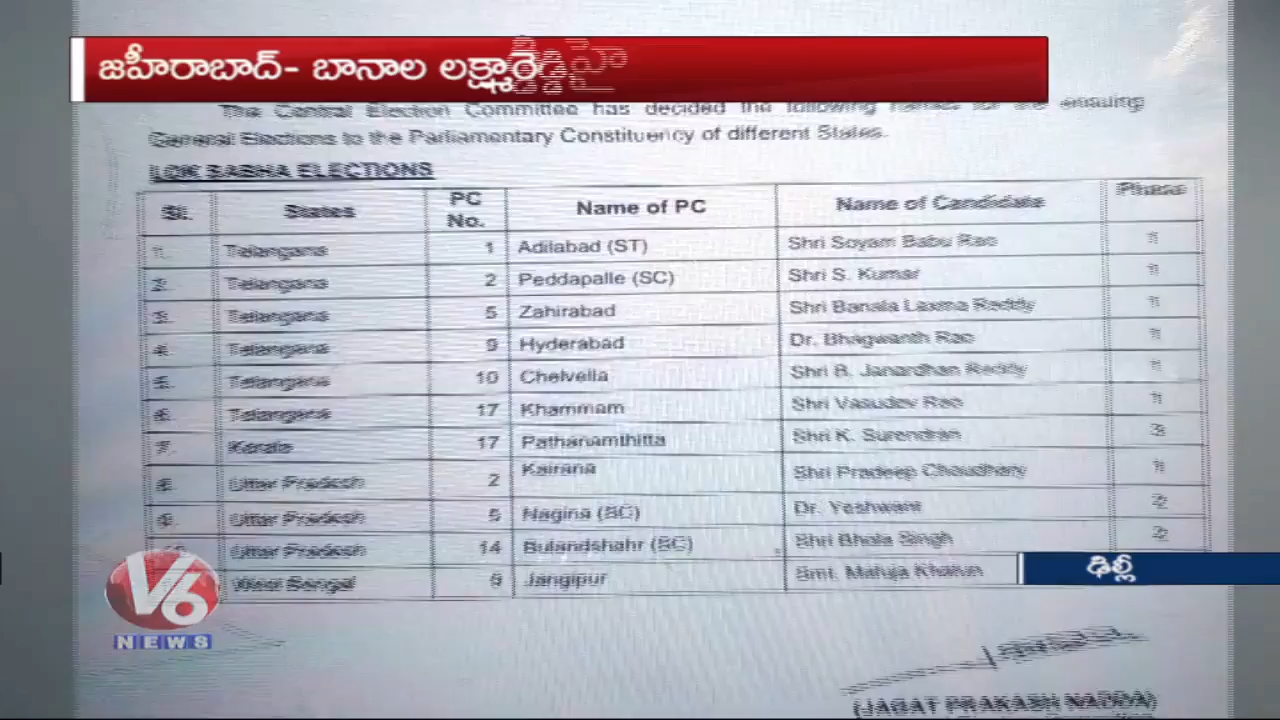 జహీరాబాద్- బానాల లక్ష్మారెడ్డి
The Central Election Committee has decided the following names for the ensuing
General Elections to the Parliamentary Constituency of different States.
LOK SABHA ELECTIONS
Sl. States PC No. Name of PC Name of Candidate Phase
1. Telangana 1 Adilabad (ST) Shri Soyam Babu Rao 1
2. Telangana 2 Peddapalle (SC) Shri S. Kumar 1
3. Telangana 5 Zahirabad Shri Banala Laxma Reddy 1
4. Telangana 9 Hyderabad Dr. Bhagwanth Rao 1
5. Telangana 10 Chelvella Shri B. Janardhan Reddy 1
6. Telangana 17 Khammam Shri Vasudev Rao 1
7. Kerala 17 Pathanamthitta Shri K. Surendran 3
8. Uttar Pradesh 2 Kairana Shri Pradeep Choudhary 1
9. Uttar Pradesh 5 Nagina (SC) Dr. Yeshwant 2
Uttar Pradesh 14 Bulandshahr (SC) Shri Bhola Singh 2
West Bengal 9 Jangipur Smt. Mafuja Khatun
ఢిల్లీ
V6
NEWS
(JAGAT PRAKASH NADDA)